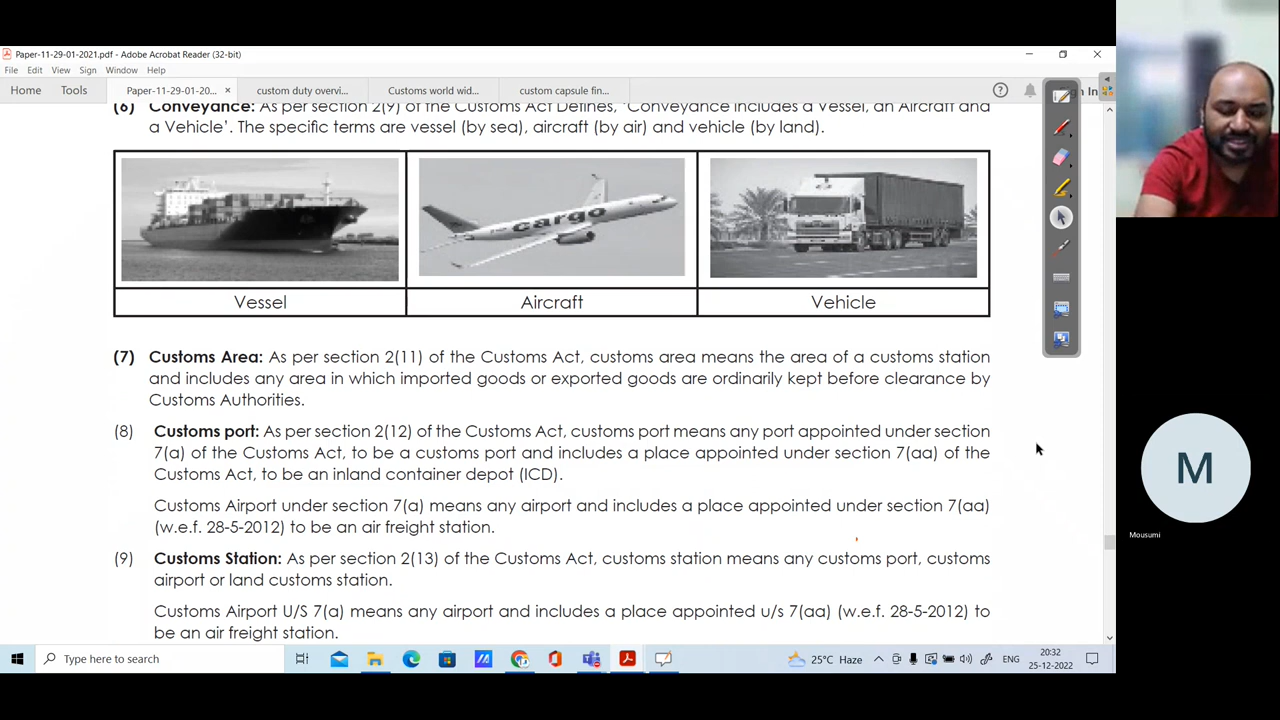 Paper-11-29-01-2021.pdf - Adobe Acrobat Reader (32-bit)
File Edit View Sign Window Help
Home Tools Paper-11-29-01-20... × custom duty overvi... Customs world wid... custom capsule fin... Sign In
(6) Conveyance: As per section 2(9) of the Customs Act Defines, 'Conveyance includes a Vessel, an Aircraft and
a Vehicle'. The specific terms are vessel (by sea), aircraft (by air) and vehicle (by land).
cargo
Vessel Aircraft Vehicle
(7) Customs Area: As per section 2(11) of the Customs Act, customs area means the area of a customs station
and includes any area in which imported goods or exported goods are ordinarily kept before clearance by
Customs Authorities.
(8) Customs port: As per section 2(12) of the Customs Act, customs port means any port appointed under section
7(a) of the Customs Act, to be a customs port and includes a place appointed under section 7(aa) of the
Customs Act, to be an inland container depot (ICD).
Customs Airport under section 7(a) means any airport and includes a place appointed under section 7(aa)
(w.e.f. 28-5-2012) to be an air freight station.
(9) Customs Station: As per section 2(13) of the Customs Act, customs station means any customs port, customs
airport or land customs station.
Customs Airport U/S 7(a) means any airport and includes a place appointed u/s 7(aa) (w.e.f. 28-5-2012) to
be an air freight station.
M
Mousumi
Type here to search
25°C Haze
ENG
20:32
25-12-2022